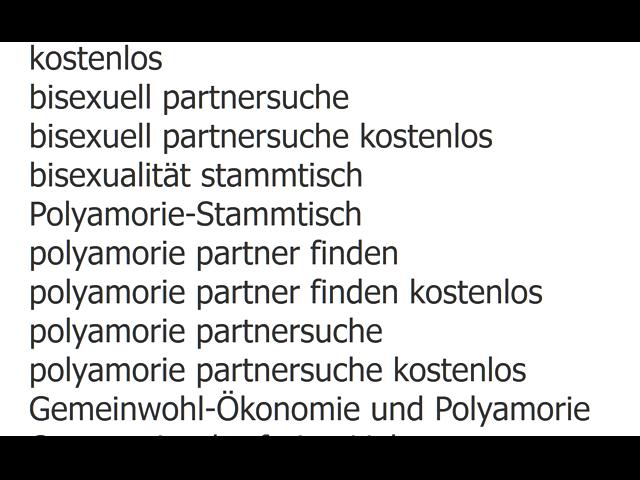 kostenlos
bisexuell partnersuche
bisexuell partnersuche kostenlos
bisexualität stammtisch
Polyamorie-Stammtisch
polyamorie partner finden
polyamorie partner finden kostenlos
polyamorie partnersuche
polyamorie partnersuche kostenlos
Gemeinwohl-Ökonomie und Polyamorie